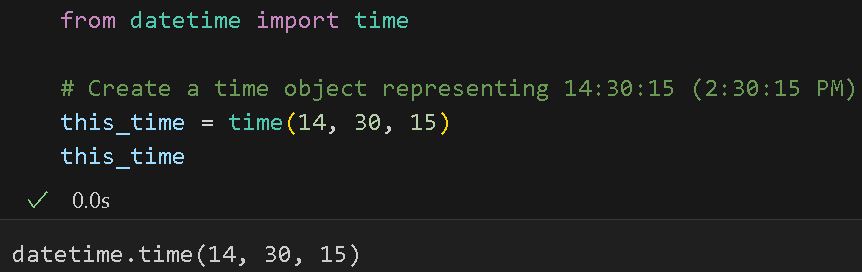 from datetime import time
# Create a time object representing 14:30:15 (2:30:15 PM)
this_time = time(14, 30, 15)
this_time
0.0s
datetime.time(14, 30, 15)